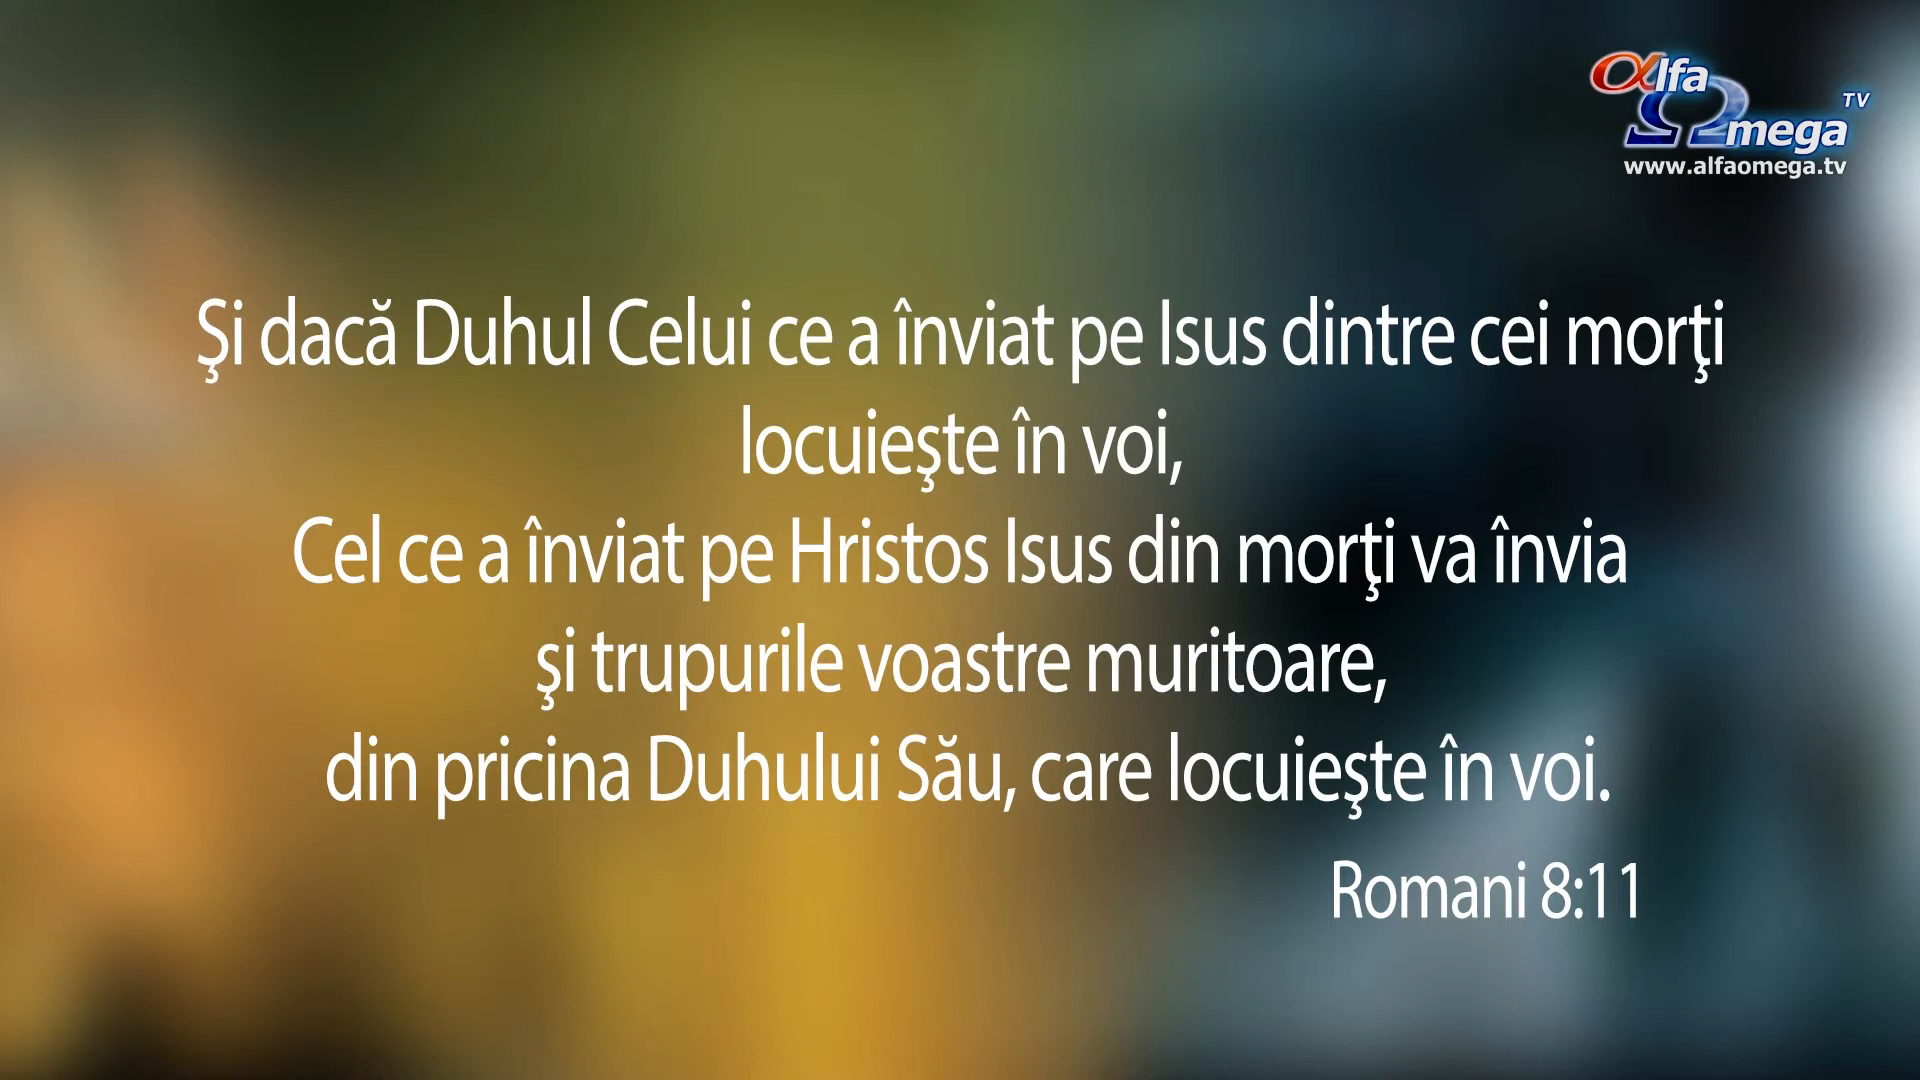 αlfa
Ωmega TV
www.alfaomega.tv
Şi dacă Duhul Celui ce a înviat pe Isus dintre cei morţi
locuieşte în voi,
Cel ce a înviat pe Hristos Isus din morţi va învia
şi trupurile voastre muritoare,
din pricina Duhului Său, care locuieşte în voi.
Romani 8:11